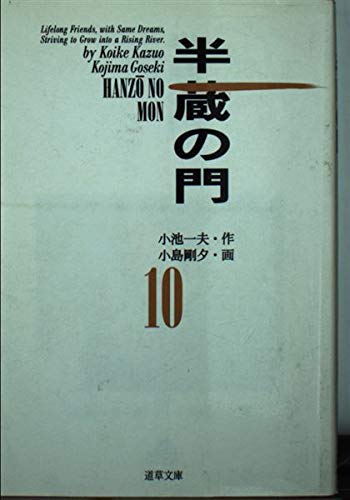 Lifelong Friends, with Same Dreams,
Striving to Grow into a Rising River.
by Koike Kazuo
Kojima Goseki
HANZŌ NO
MON
半蔵の門
小池一夫・作
小島剛夕・画
10
道草文庫